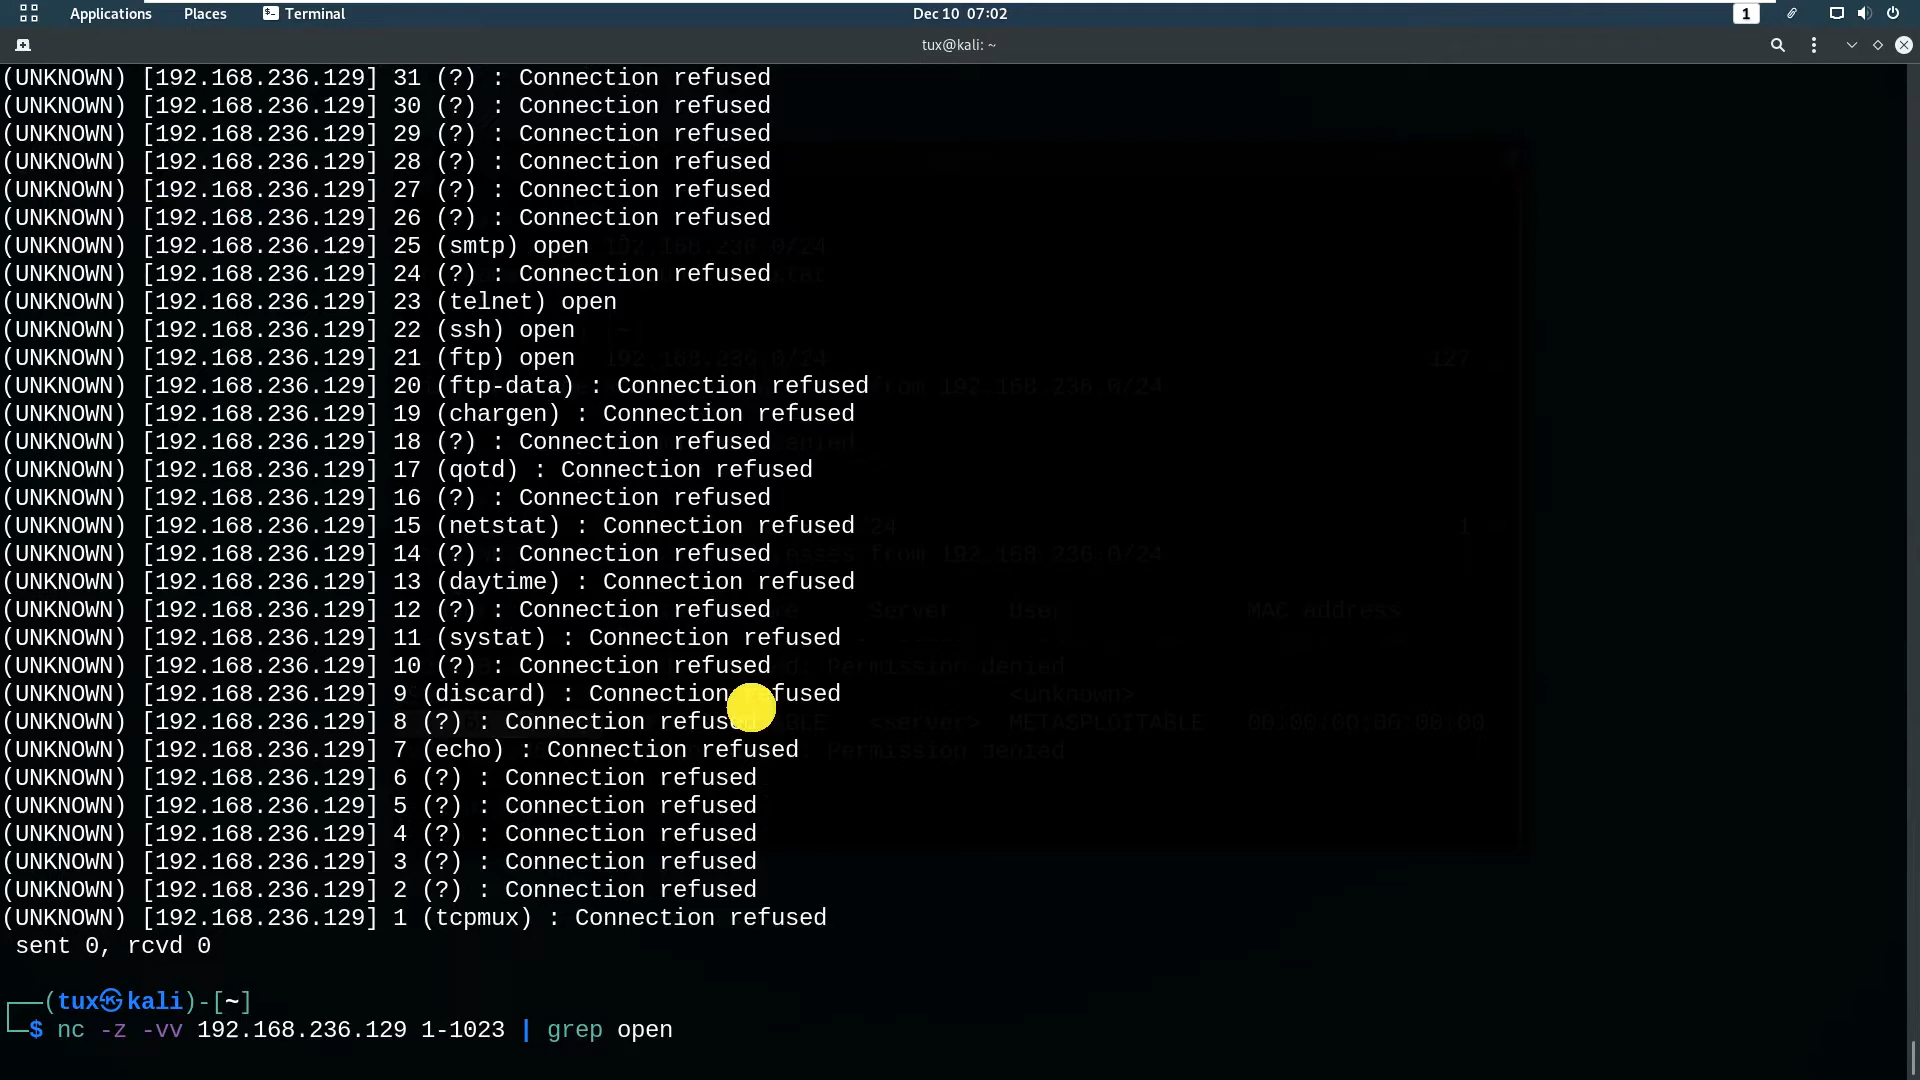 Applications Places Terminal Dec 10 07:02 1
tux@kali: ~
(UNKNOWN) [192.168.236.129] 31 (?) : Connection refused
(UNKNOWN) [192.168.236.129] 30 (?) : Connection refused
(UNKNOWN) [192.168.236.129] 29 (?) : Connection refused
(UNKNOWN) [192.168.236.129] 28 (?) : Connection refused
(UNKNOWN) [192.168.236.129] 27 (?) : Connection refused
(UNKNOWN) [192.168.236.129] 26 (?) : Connection refused
(UNKNOWN) [192.168.236.129] 25 (smtp) open
(UNKNOWN) [192.168.236.129] 24 (?) : Connection refused
(UNKNOWN) [192.168.236.129] 23 (telnet) open
(UNKNOWN) [192.168.236.129] 22 (ssh) open
(UNKNOWN) [192.168.236.129] 21 (ftp) open
(UNKNOWN) [192.168.236.129] 20 (ftp-data) : Connection refused
(UNKNOWN) [192.168.236.129] 19 (chargen) : Connection refused
(UNKNOWN) [192.168.236.129] 18 (?) : Connection refused
(UNKNOWN) [192.168.236.129] 17 (qotd) : Connection refused
(UNKNOWN) [192.168.236.129] 16 (?) : Connection refused
(UNKNOWN) [192.168.236.129] 15 (netstat) : Connection refused
(UNKNOWN) [192.168.236.129] 14 (?) : Connection refused
(UNKNOWN) [192.168.236.129] 13 (daytime) : Connection refused
(UNKNOWN) [192.168.236.129] 12 (?) : Connection refused
(UNKNOWN) [192.168.236.129] 11 (systat) : Connection refused
(UNKNOWN) [192.168.236.129] 10 (?) : Connection refused
(UNKNOWN) [192.168.236.129] 9 (discard) : Connection refused
(UNKNOWN) [192.168.236.129] 8 (?) : Connection refused
(UNKNOWN) [192.168.236.129] 7 (echo) : Connection refused
(UNKNOWN) [192.168.236.129] 6 (?) : Connection refused
(UNKNOWN) [192.168.236.129] 5 (?) : Connection refused
(UNKNOWN) [192.168.236.129] 4 (?) : Connection refused
(UNKNOWN) [192.168.236.129] 3 (?) : Connection refused
(UNKNOWN) [192.168.236.129] 2 (?) : Connection refused
(UNKNOWN) [192.168.236.129] 1 (tcpmux) : Connection refused
sent 0, rcvd 0
(tux㉿kali)-[~]
$ nc -z -vv 192.168.236.129 1-1023 | grep open